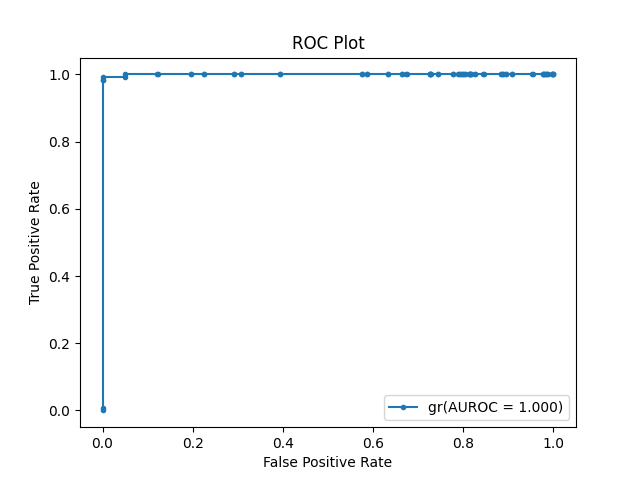 ROC Plot
True Positive Rate
1.0
0.8
0.6
0.4
0.2
0.0
gr(AUROC = 1.000)
0.0 0.2 0.4 0.6 0.8 1.0
False Positive Rate